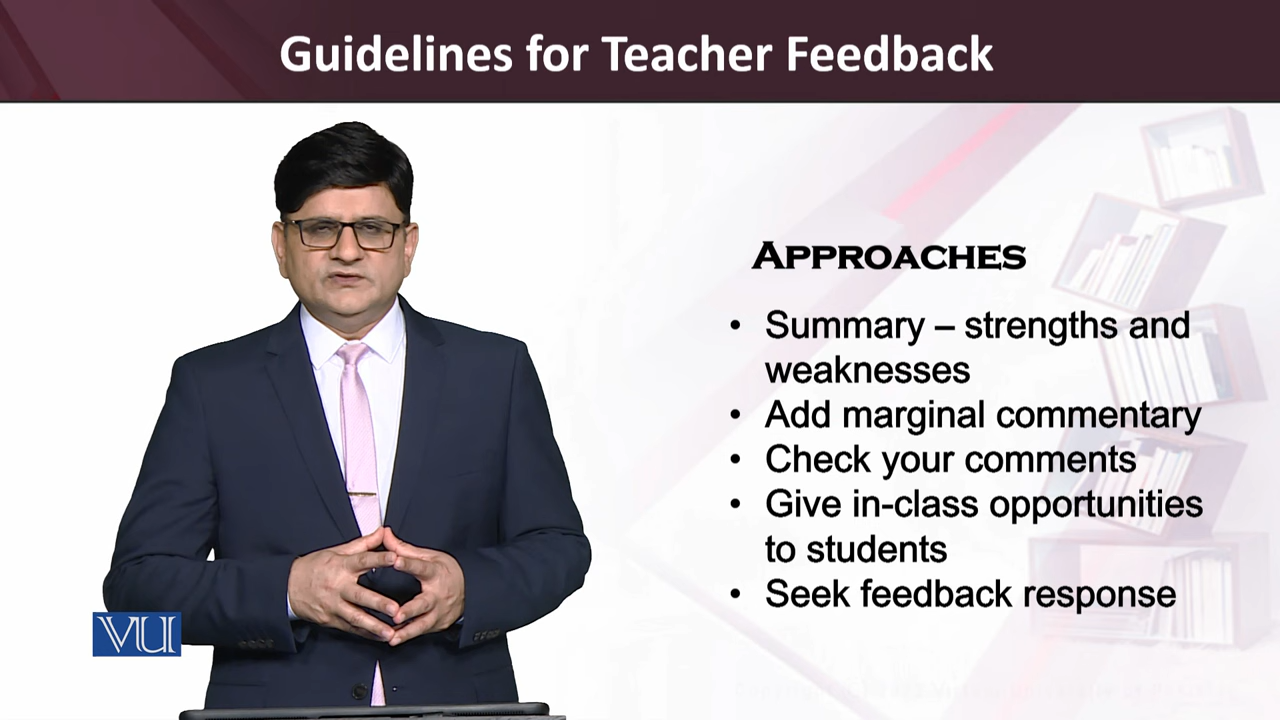 Guidelines for Teacher Feedback
APPROACHES
• Summary – strengths and
weaknesses
• Add marginal commentary
• Check your comments
• Give in-class opportunities
to students
• Seek feedback response
VU